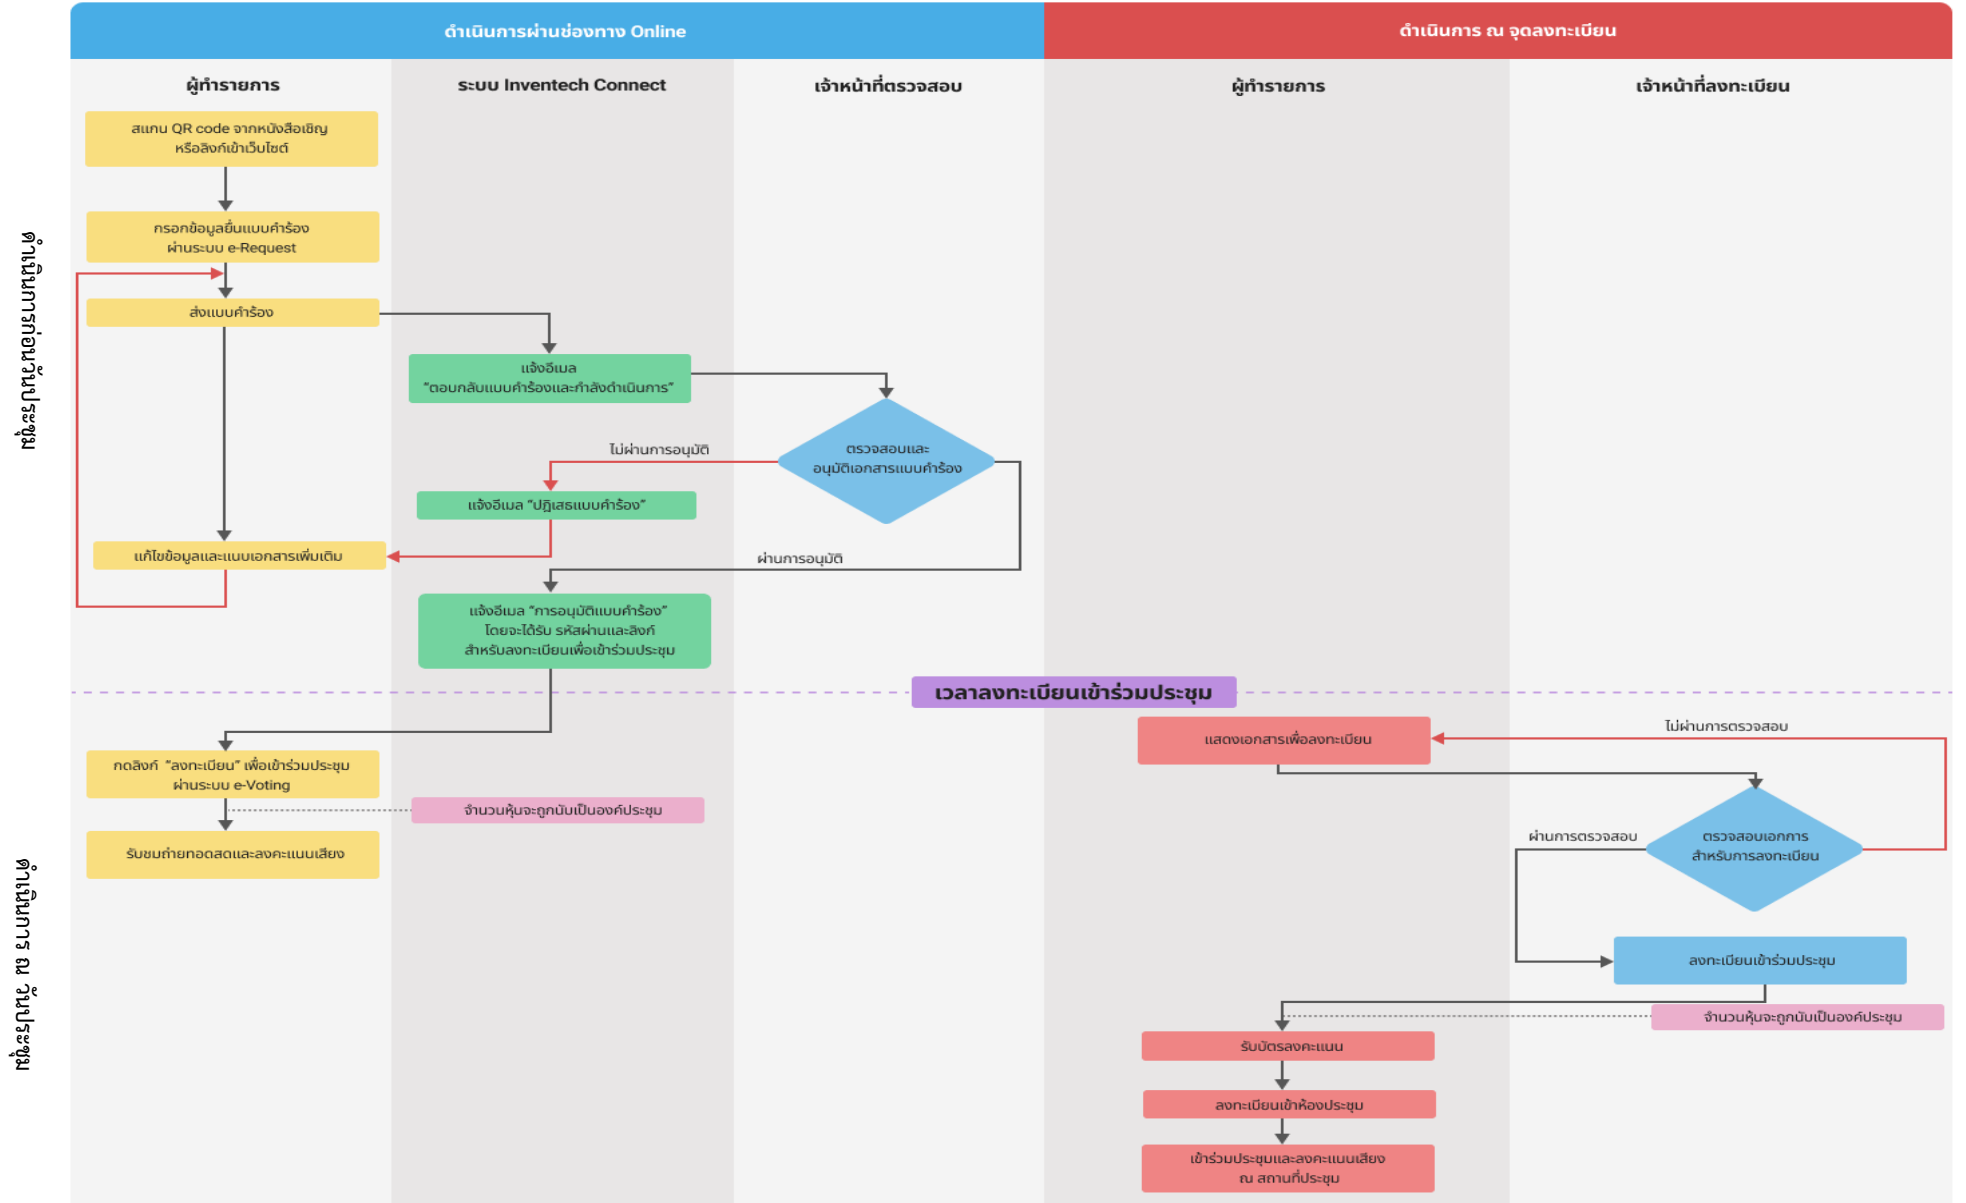 ดำเนินการผ่านช่องทาง Online
ดำเนินการ ณ จุดลงทะเบียน
ผู้ทำรายการ
ระบบ Inventech Connect
เจ้าหน้าที่ตรวจสอบ
ผู้ทำรายการ
เจ้าหน้าที่ลงทะเบียน
ดำเนินการก่อนวันประชุม
สแกน QR code จากหนังสือเชิญ
หรือลิงก์เข้าเว็บไซต์
กรอกข้อมูลยื่นแบบคำร้อง
ผ่านระบบ e-Request
ส่งแบบคำร้อง
แจ้งอีเมล
“ตอบกลับแบบคำร้องและกำลังดำเนินการ”
ตรวจสอบและ
อนุมัติเอกสารแบบคำร้อง
ไม่ผ่านการอนุมัติ
แจ้งอีเมล “ปฏิเสธแบบคำร้อง”
แก้ไขข้อมูลและแนบเอกสารเพิ่มเติม
ผ่านการอนุมัติ
แจ้งอีเมล “การอนุมัติแบบคำร้อง”
โดยจะได้รับ รหัสผ่านและลิงก์
สำหรับลงทะเบียนเพื่อเข้าร่วมประชุม
เวลาลงทะเบียนเข้าร่วมประชุม
ดำเนินการ ณ วันประชุม
กดลิงก์ “ลงทะเบียน” เพื่อเข้าร่วมประชุม
ผ่านระบบ e-Voting
จำนวนหุ้นจะถูกนับเป็นองค์ประชุม
รับชมถ่ายทอดสดและลงคะแนนเสียง
แสดงเอกสารเพื่อลงทะเบียน
ไม่ผ่านการตรวจสอบ
ผ่านการตรวจสอบ
ตรวจสอบเอกการ
สำหรับการลงทะเบียน
ลงทะเบียนเข้าร่วมประชุม
จำนวนหุ้นจะถูกนับเป็นองค์ประชุม
รับบัตรลงคะแนน
ลงทะเบียนเข้าห้องประชุม
เข้าร่วมประชุมและลงคะแนนเสียง
ณ สถานที่ประชุม